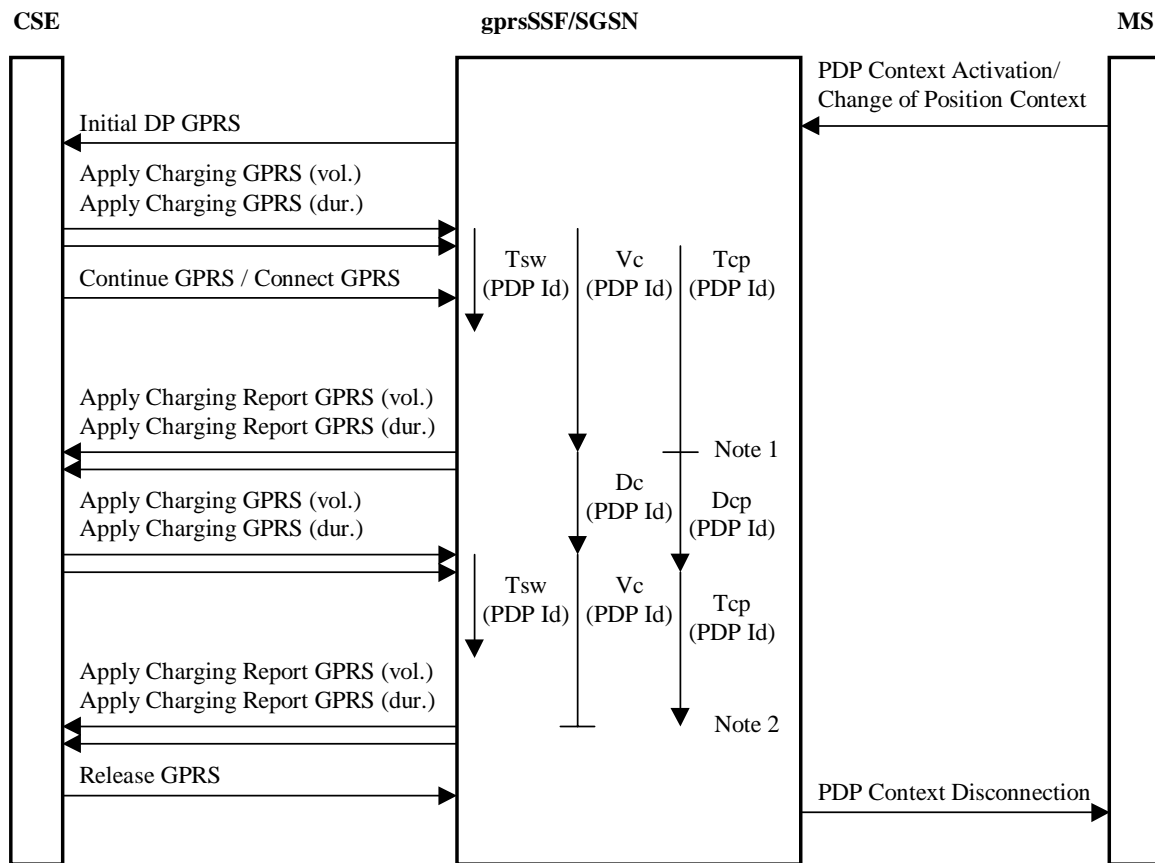 CSE
gprsSSF/SGSN
MS
PDP Context Activation/
Change of Position Context
Initial DP GPRS
Apply Charging GPRS (vol.)
Apply Charging GPRS (dur.)
Tsw
(PDP Id)
Vc
(PDP Id)
Tcp
(PDP Id)
Continue GPRS / Connect GPRS
Apply Charging Report GPRS (vol.)
Apply Charging Report GPRS (dur.)
Note 1
Dc
(PDP Id)
Dcp
(PDP Id)
Apply Charging GPRS (vol.)
Apply Charging GPRS (dur.)
Tsw
(PDP Id)
Vc
(PDP Id)
Tcp
(PDP Id)
Apply Charging Report GPRS (vol.)
Apply Charging Report GPRS (dur.)
Note 2
Release GPRS
PDP Context Disconnection